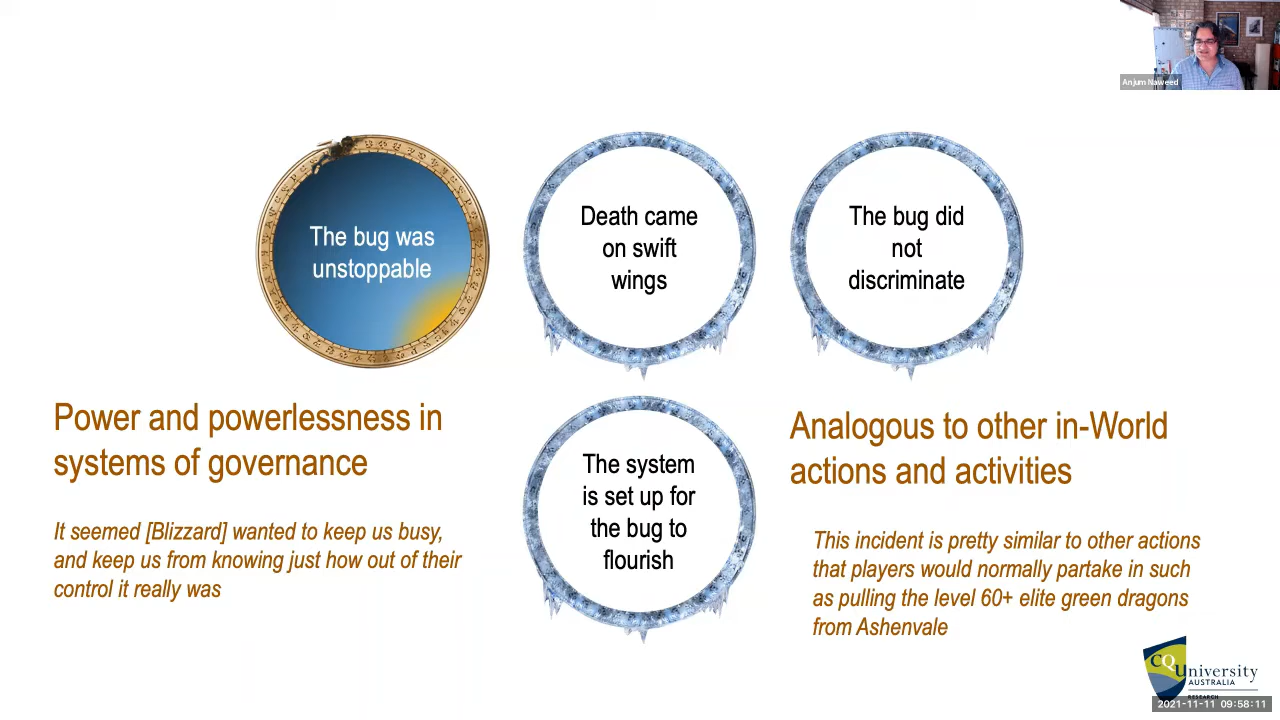 Anjum Naweed
The bug was
unstoppable
Death came
on swift
wings
The bug did
not
discriminate
Power and powerlessness in
systems of governance
It seemed [Blizzard] wanted to keep us busy,
and keep us from knowing just how out of their
control it really was
The system
is set up for
the bug to
flourish
Analogous to other in-World
actions and activities
This incident is pretty similar to other actions
that players would normally partake in such
as pulling the level 60+ elite green dragons
from Ashenvale
CQUniversity
AUSTRALIA
RESEARCH
2021-11-11 09:58:11